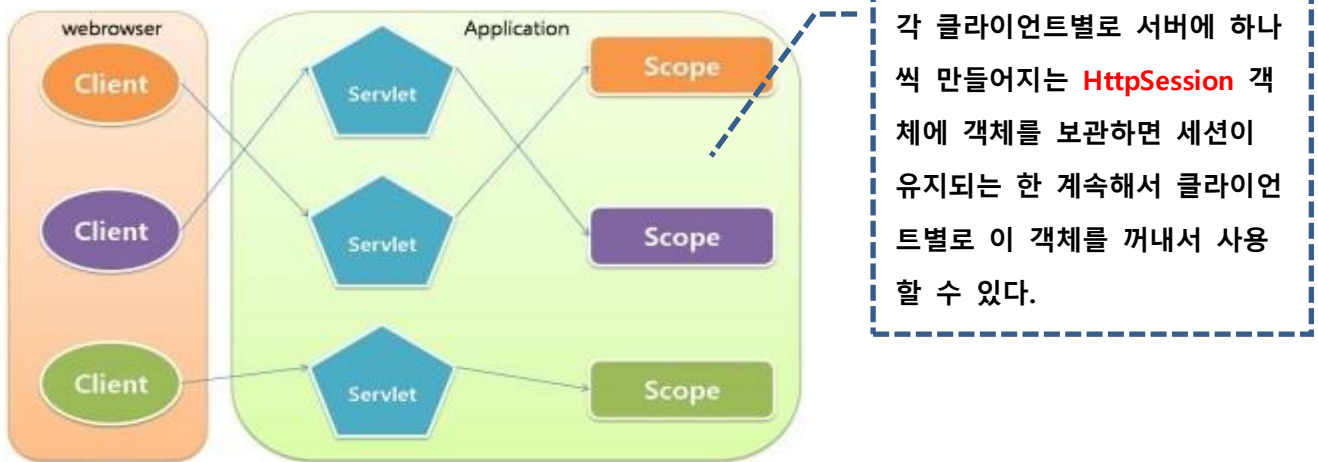 webrowser
Application
Client
Servlet
Scope
Client
Servlet
Scope
Client
Servlet
Scope
각 클라이언트별로 서버에 하나
씩 만들어지는 HttpSession 객
체에 객체를 보관하면 세션이
유지되는 한 계속해서 클라이언
트별로 이 객체를 꺼내서 사용
할 수 있다.